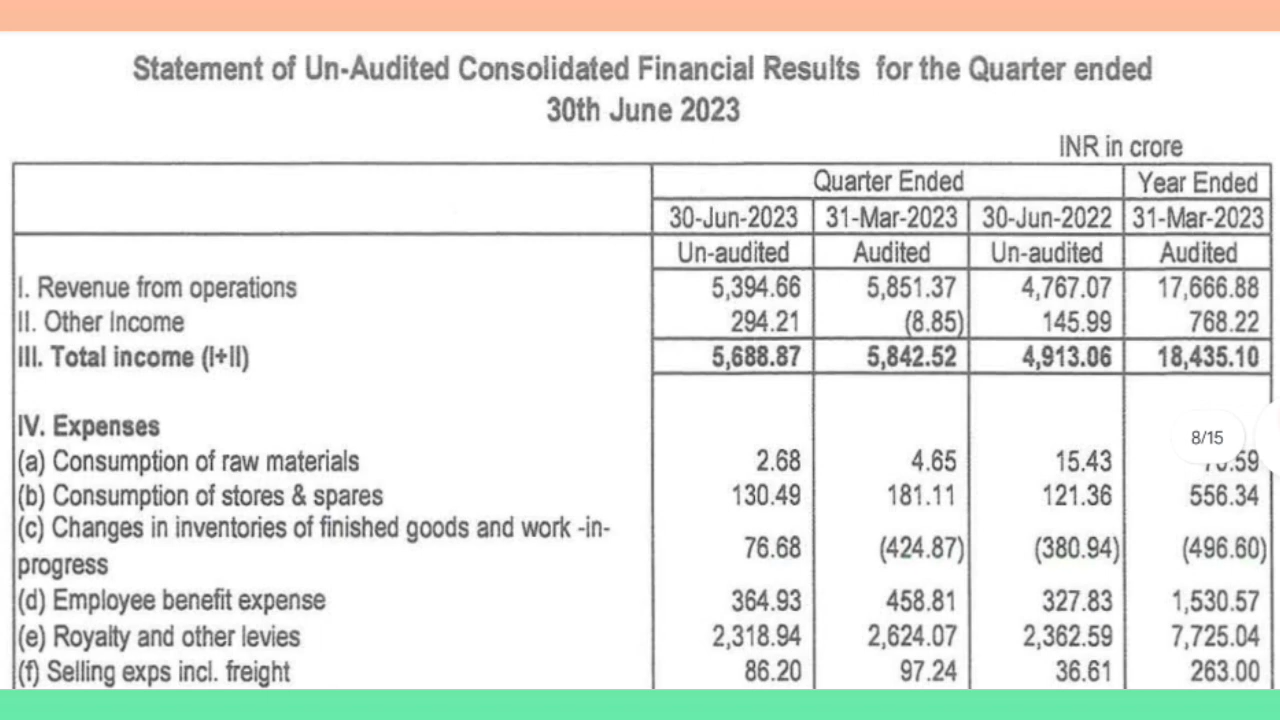 Statement of Un-Audited Consolidated Financial Results for the Quarter ended
30th June 2023
INR in crore
Quarter Ended Year Ended
30-Jun-2023 31-Mar-2023 30-Jun-2022 31-Mar-2023
Un-audited Audited Un-audited Audited
I. Revenue from operations 5,394.66 5,851.37 4,767.07 17,666.88
II. Other Income 294.21 (8.85) 145.99 768.22
III. Total income (I+II) 5,688.87 5,842.52 4,913.06 18,435.10
IV. Expenses
8/15
(a) Consumption of raw materials 2.68 4.65 15.43
(b) Consumption of stores & spares 130.49 181.11 121.36 556.34
(c) Changes in inventories of finished goods and work -in-
progress 76.68 (424.87) (380.94) (496.60)
(d) Employee benefit expense 364.93 458.81 327.83 1,530.57
(e) Royalty and other levies 2,318.94 2,624.07 2,362.59 7,725.04
(f) Selling exps incl. freight 86.20 97.24 36.61 263.00